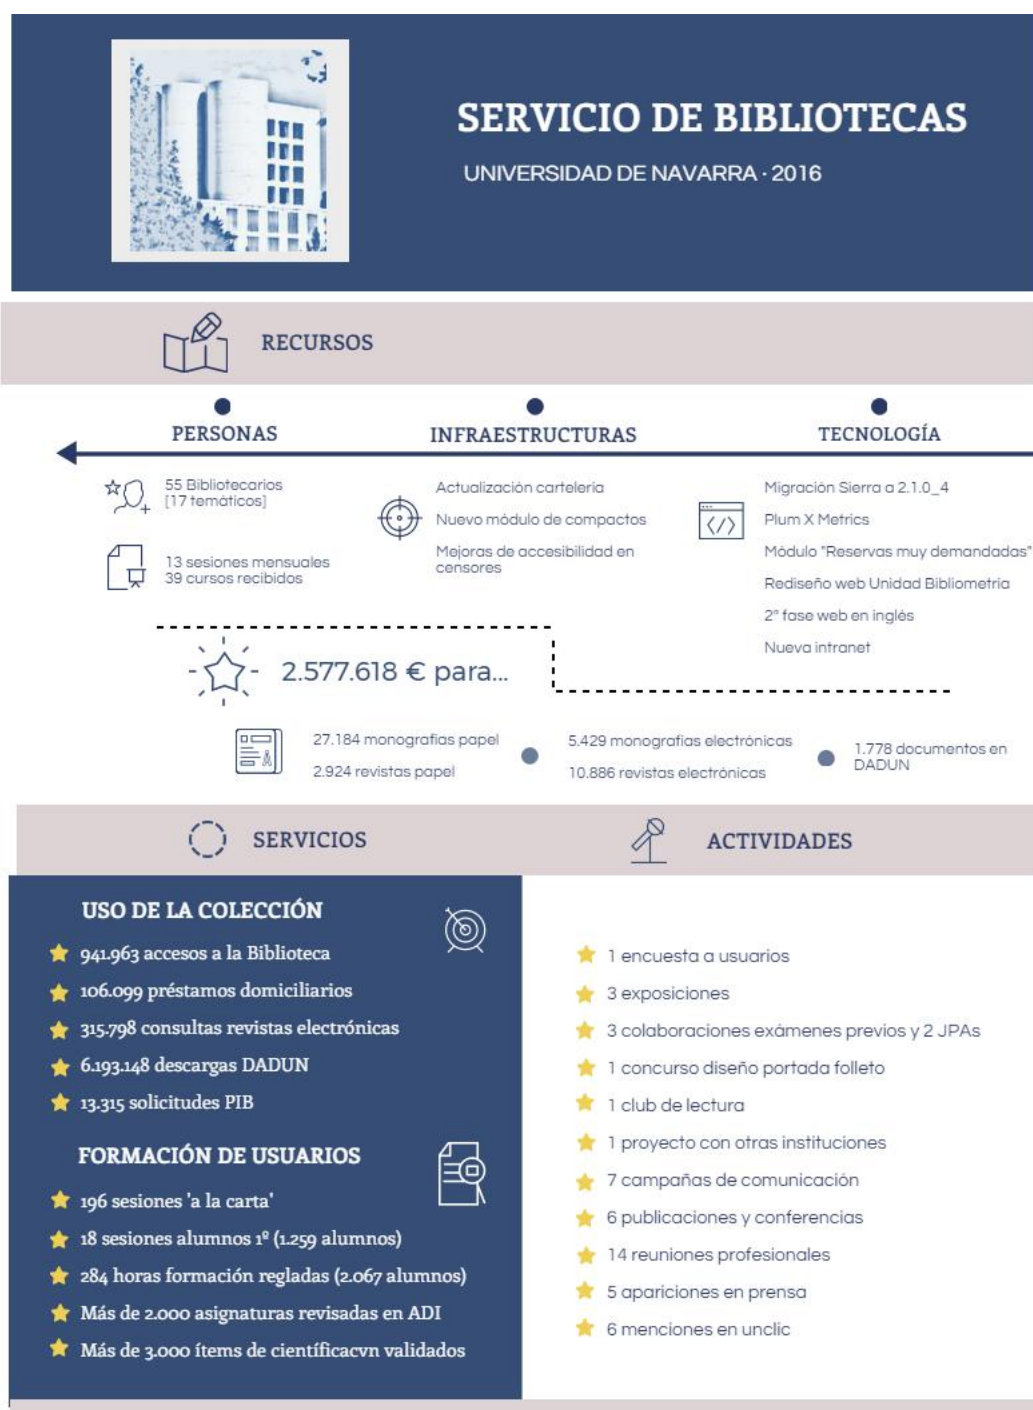 SERVICIO DE BIBLIOTECAS
UNIVERSIDAD DE NAVARRA · 2016
RECURSOS
PERSONAS
55 Bibliotecarios
[17 temáticos]
13 sesiones mensuales
39 cursos recibidos
INFRAESTRUCTURAS
Actualización cartelería
Nuevo módulo de compactos
Mejoras de accesibilidad en
censores
TECNOLOGÍA
Migración Sierra a 2.1.0_4
Plum X Metrics
Módulo "Reservas muy demandadas"
Rediseño web Unidad Bibliometría
2ª fase web en inglés
Nueva intranet
2.577.618 € para...
27.184 monografías papel
2.924 revistas papel
5.429 monografías electrónicas
10.886 revistas electrónicas
1.778 documentos en
DADUN
SERVICIOS
USO DE LA COLECCIÓN
941.963 accesos a la Biblioteca
106.099 préstamos domiciliarios
315.798 consultas revistas electrónicas
6.193.148 descargas DADUN
13.315 solicitudes PIB
FORMACIÓN DE USUARIOS
196 sesiones 'a la carta'
18 sesiones alumnos 1º (1.259 alumnos)
284 horas formación regladas (2.067 alumnos)
Más de 2.000 asignaturas revisadas en ADI
Más de 3.000 ítems de científicacvn validados
ACTIVIDADES
1 encuesta a usuarios
3 exposiciones
3 colaboraciones exámenes previos y 2 JPAs
1 concurso diseño portada folleto
1 club de lectura
1 proyecto con otras instituciones
7 campañas de comunicación
6 publicaciones y conferencias
14 reuniones profesionales
5 apariciones en prensa
6 menciones en unclic